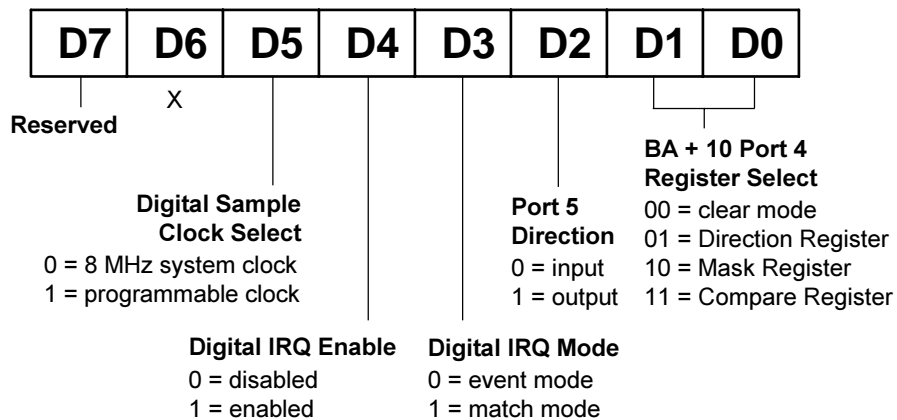 D7 D6 D5 D4 D3 D2 D1 D0
X
Reserved
BA + 10 Port 4
Register Select
00 = clear mode
01 = Direction Register
10 = Mask Register
11 = Compare Register
Port 5
Direction
0 = input
1 = output
Digital Sample
Clock Select
0 = 8 MHz system clock
1 = programmable clock
Digital IRQ Enable
0 = disabled
1 = enabled
Digital IRQ Mode
0 = event mode
1 = match mode